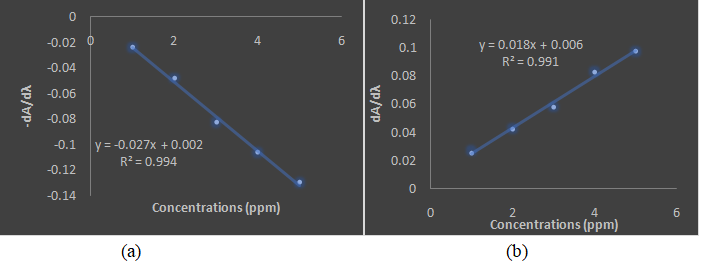 0
-0.02
-0.04
-0.06
-0.08
-0.1
-0.12
-0.14
0
2
4
6
-dA/dλ
y = -0.027x + 0.002
R² = 0.994
Concentrations (ppm)
(a)
0.12
0.1
0.08
0.06
0.04
0.02
0
0
2
4
6
dA/dλ
y = 0.018x + 0.006
R² = 0.991
Concentrations (ppm)
(b)